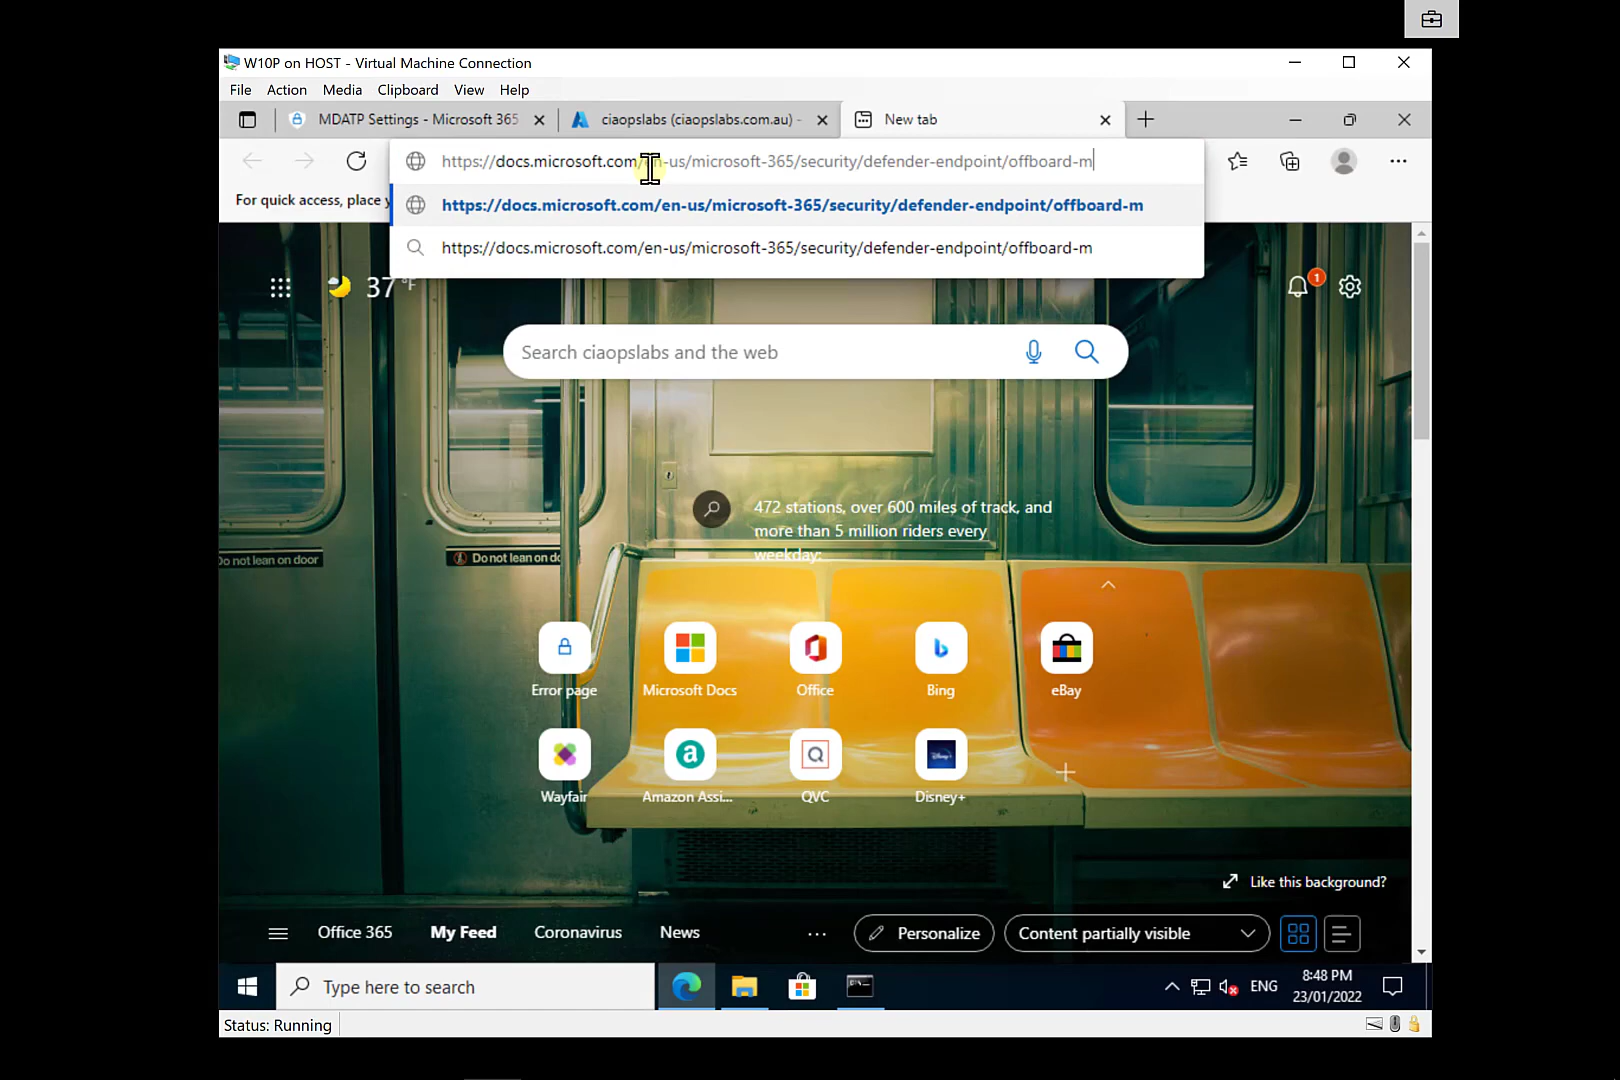 W10P on HOST - Virtual Machine Connection
File Action Media Clipboard View Help
MDATP Settings - Microsoft 365
ciaopslabs (ciaopslabs.com.au) -
New tab
https://docs.microsoft.com/en-us/microsoft-365/security/defender-endpoint/offboard-m
For quick access, place y
https://docs.microsoft.com/en-us/microsoft-365/security/defender-endpoint/offboard-m
https://docs.microsoft.com/en-us/microsoft-365/security/defender-endpoint/offboard-m
37 °F
1
Search ciaopslabs and the web
472 stations, over 600 miles of track, and
more than 5 million riders every
weekday:
Do not lean on door
Do not lean on do
Error page
Microsoft Docs
Office
Bing
eBay
Wayfair
Amazon Assi...
QVC
Disney+
Like this background?
Office 365
My Feed
Coronavirus
News
...
Personalize
Content partially visible
Type here to search
ENG
8:48 PM
23/01/2022
Status: Running